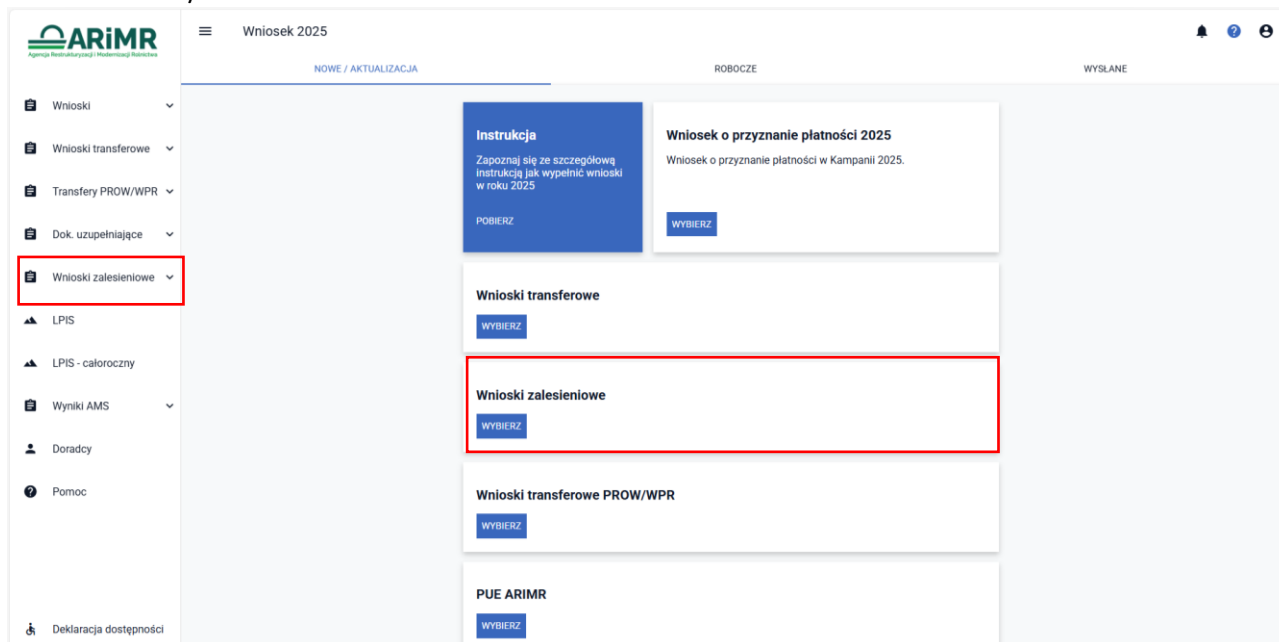 ARiMR
Agencja Restrukturyzacji i Modernizacji Rolnictwa
Wniosek 2025
NOWE / AKTUALIZACJA
ROBOCZE
WYSŁANE
Wnioski
Wnioski transferowe
Transfery PROW/WPR
Dok. uzupełniające
Wnioski zalesieniowe
LPIS
LPIS - całoroczny
Wyniki AMS
Doradcy
Pomoc
Deklaracja dostępności
Instrukcja
Zapoznaj się ze szczegółową
instrukcją jak wypełnić wnioski
w roku 2025
POBIERZ
Wniosek o przyznanie płatności 2025
Wniosek o przyznanie płatności w Kampanii 2025.
WYBIERZ
Wnioski transferowe
WYBIERZ
Wnioski zalesieniowe
WYBIERZ
Wnioski transferowe PROW/WPR
WYBIERZ
PUE ARIMR
WYBIERZ